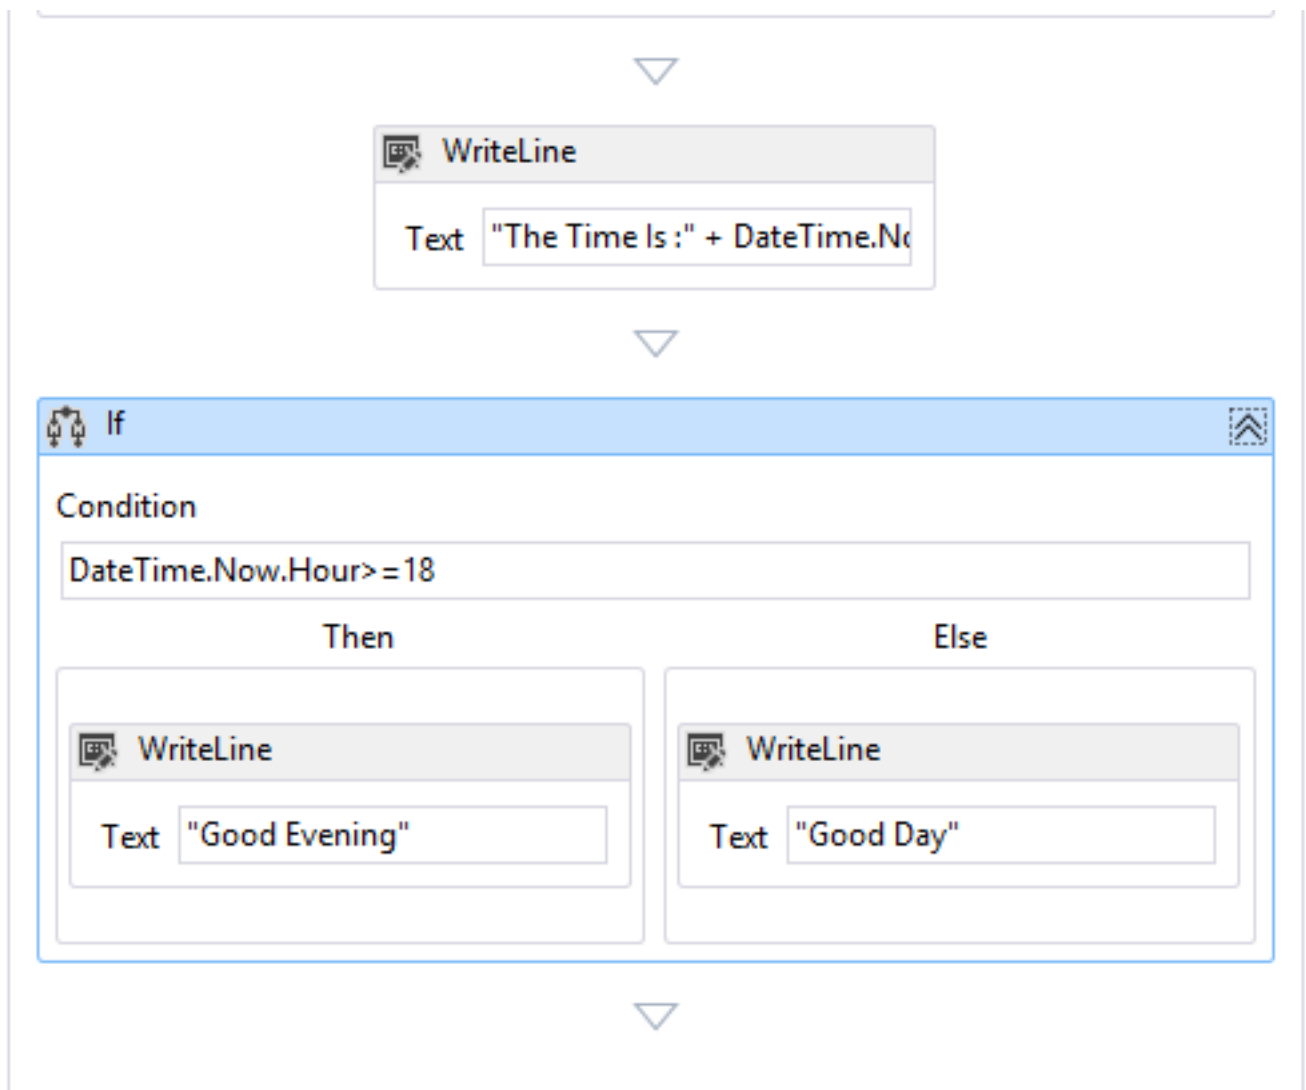 WriteLine
Text "The Time Is :" + DateTime.Nc
If
Condition
DateTime.Now.Hour>=18
Then Else
WriteLine WriteLine
Text "Good Evening" Text "Good Day"